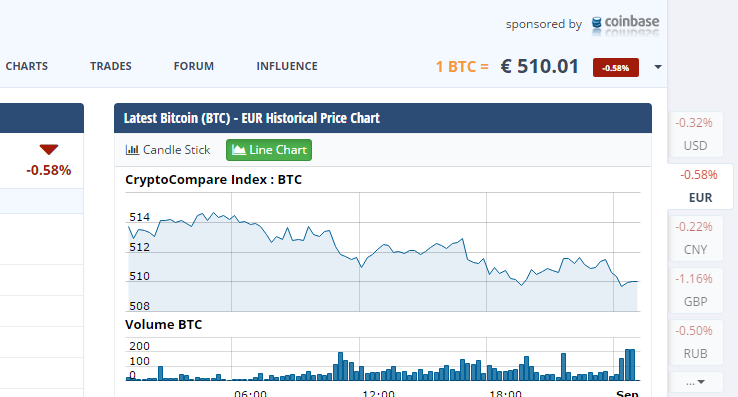 sponsored by coinbase
CHARTS TRADES FORUM INFLUENCE 1 BTC = € 510.01 -0.58%
Latest Bitcoin (BTC) - EUR Historical Price Chart
-0.58%
Candle Stick Line Chart
CryptoCompare Index : BTC
514
512
510
508
Volume BTC
200
100
0
06:00 12:00 18:00 Sep
-0.32%
USD
-0.58%
EUR
-0.22%
CNY
-1.16%
GBP
-0.50%
RUB
...